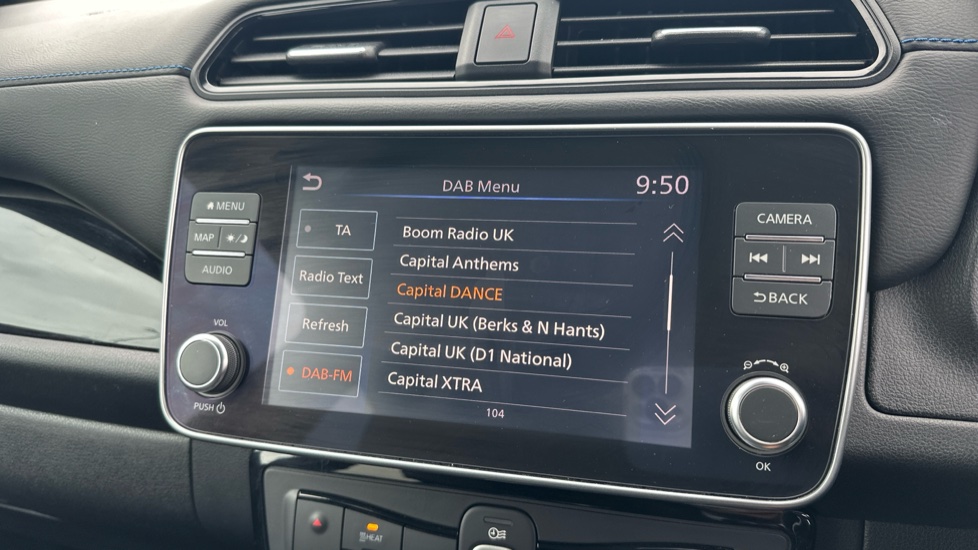 DAB Menu
9:50
MENU
MAP
AUDIO
VOL
PUSH
TA
Radio Text
Refresh
DAB-FM
Boom Radio UK
Capital Anthems
Capital DANCE
Capital UK (Berks & N Hants)
Capital UK (D1 National)
Capital XTRA
104
CAMERA
BACK
OK
HEAT